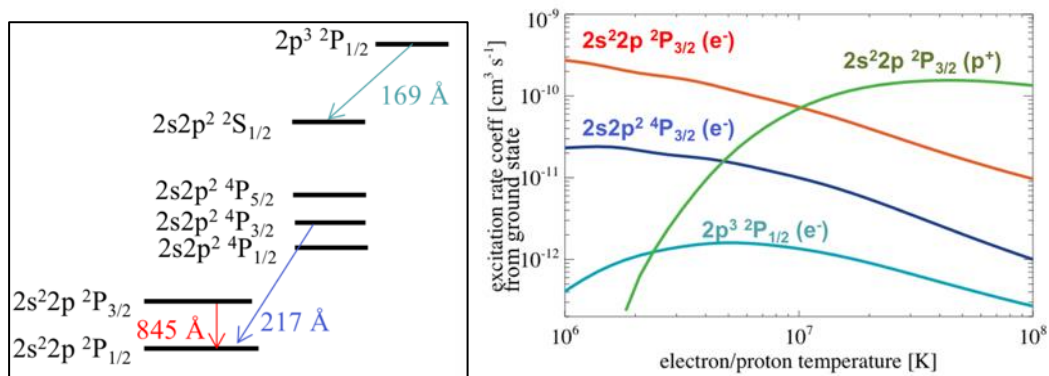 2p³ ²P₁/₂
169 Å
2s2p² ²S₁/₂
2s2p² ⁴P₅/₂
2s2p² ⁴P₃/₂
2s2p² ⁴P₁/₂
2s²2p ²P₃/₂
845 Å
217 Å
2s²2p ²P₁/₂
excitation rate coeff [cm³ s⁻¹]
from ground state
10⁻⁹
10⁻¹⁰
10⁻¹¹
10⁻¹²
2s²2p ²P₃/₂ (e⁻)
2s²2p ²P₃/₂ (p⁺)
2s2p² ⁴P₃/₂ (e⁻)
2p³ ²P₁/₂ (e⁻)
10⁶
10⁷
10⁸
electron/proton temperature [K]